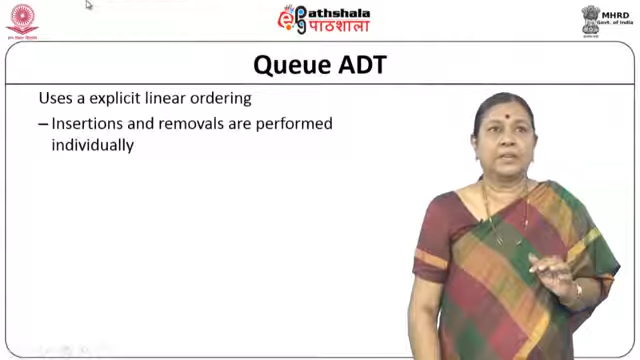 Pathshala
पाठशाला
MHRD
Govt. of India
Queue ADT
Uses a explicit linear ordering
– Insertions and removals are performed
individually